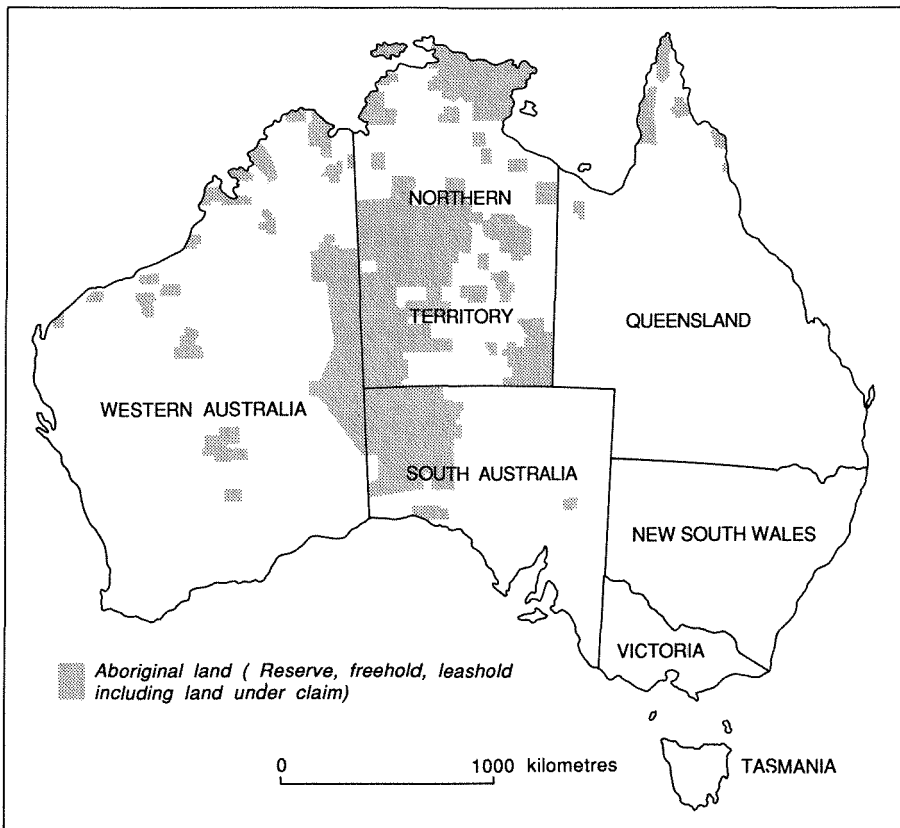 NORTHERN
TERRITORY
QUEENSLAND
WESTERN AUSTRALIA
SOUTH AUSTRALIA
NEW SOUTH WALES
VICTORIA
Aboriginal land ( Reserve, freehold, leashold
including land under claim)
0 1000 kilometres
TASMANIA